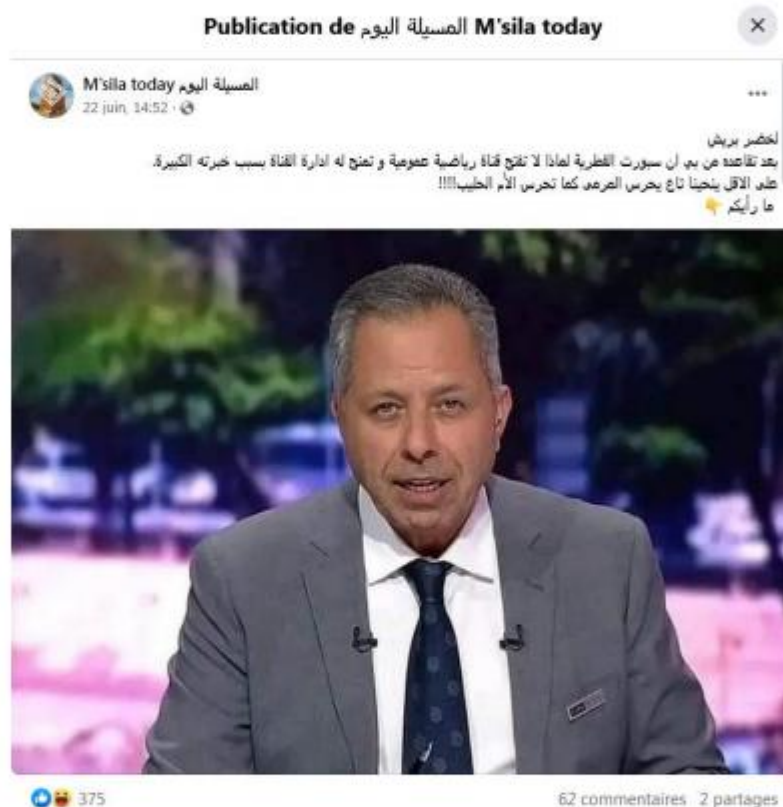 Publication de المسيلة اليوم M'sila today
M'sila today المسيلة اليوم
22 juin, 14:52 ·
لخضر بريش
بعد تقاعده من بي ان سبورت القطرية لماذا لا تفتح قناة رياضية عمومية و تمنح له ادارة القناة بسبب خبرته الكبيرة.
على الاقل ينحينا تاع يحرس المرمى كما تحرس الأم الحليب!!!!
ما رأيكم 👇
375
62 commentaires 2 partages